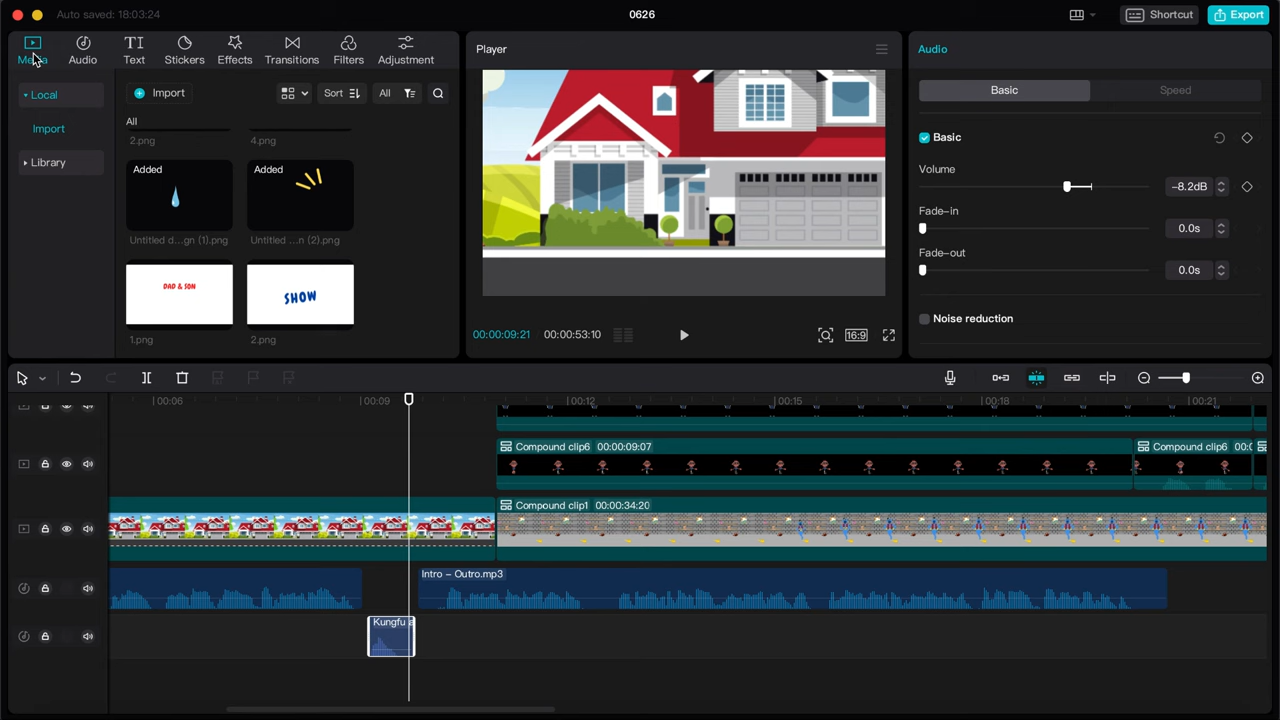 Auto saved: 18:03:24
0626
Shortcut
Export
Media
Audio
Text
Stickers
Effects
Transitions
Filters
Adjustment
Local
Import
Library
Import
Sort
All
All
2.png
4.png
Added
Added
Untitled d...gn (1).png
Untitled ...n (2).png
DAD & SON
SHOW
1.png
2.png
Player
00:00:09:21
00:00:53:10
16:9
Audio
Basic
Speed
Basic
Volume
-8.2dB
Fade-in
0.0s
Fade-out
0.0s
Noise reduction
00:06
00:09
00:12
00:15
00:18
00:21
Compound clip6 00:00:09:07
Compound clip6 00:0
Compound clip1 00:00:34:20
Intro - Outro.mp3
Kungfu a